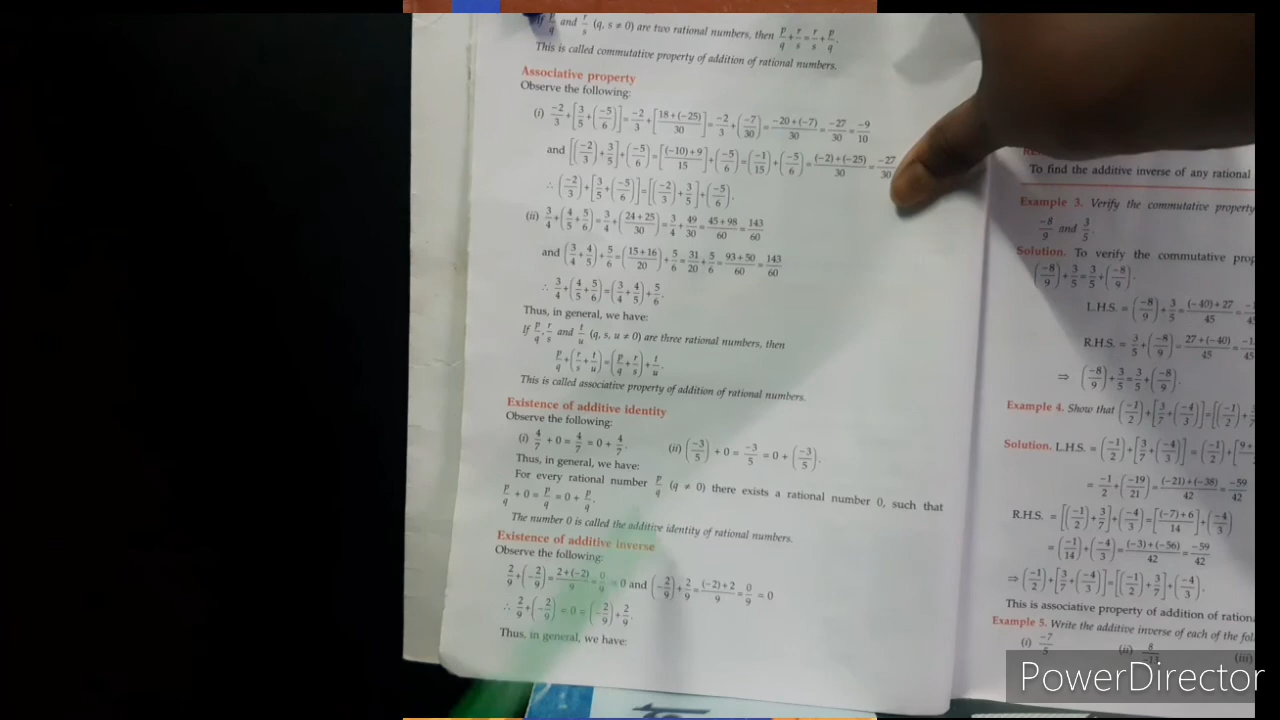 If p/q and r/s (q, s ≠ 0) are two rational numbers, then p/q + r/s = r/s + p/q.
This is called commutative property of addition of rational numbers.
Associative property
Observe the following:
(i) -2/3 + [3/5 + (-5/6)] = -2/3 + [18 + (-25)/30] = -2/3 + (-7/30) = -20 + (-7)/30 = -27/30 = -9/10
and [(-2/3) + 3/5] + (-5/6) = [(-10) + 9/15] + (-5/6) = (-1/15) + (-5/6) = (-2) + (-25)/30 = -27/30
∴ (-2/3) + [3/5 + (-5/6)] = [(-2/3) + 3/5] + (-5/6).
(ii) 3/4 + (4/5 + 5/6) = 3/4 + (24 + 25/30) = 3/4 + 49/30 = 45 + 98/60 = 143/60
and (3/4 + 4/5) + 5/6 = (15 + 16/20) + 5/6 = 31/20 + 5/6 = 93 + 50/60 = 143/60
∴ 3/4 + (4/5 + 5/6) = (3/4 + 4/5) + 5/6.
Thus, in general, we have:
If p/q, r/s and t/u (q, s, u ≠ 0) are three rational numbers, then
p/q + (r/s + t/u) = (p/q + r/s) + t/u.
This is called associative property of addition of rational numbers.
Existence of additive identity
Observe the following:
(i) 4/7 + 0 = 4/7 = 0 + 4/7. (ii) (-3/5) + 0 = -3/5 = 0 + (-3/5).
Thus, in general, we have:
For every rational number p/q (q ≠ 0) there exists a rational number 0, such that
p/q + 0 = p/q = 0 + p/q.
The number 0 is called the additive identity of rational numbers.
Existence of additive inverse
Observe the following:
2/9 + (-2/9) = 2 + (-2)/9 = 0/9 = 0 and (-2/9) + 2/9 = (-2) + 2/9 = 0/9 = 0
∴ 2/9 + (-2/9) = 0 = (-2/9) + 2/9.
Thus, in general, we have:
To find the additive inverse of any rational
Example 3. Verify the commutative property
-8/9 and 3/5.
Solution. To verify the commutative prop
(-8/9) + 3/5 = 3/5 + (-8/9).
L.H.S. = (-8/9) + 3/5 = (-40) + 27/45 =
R.H.S. = 3/5 + (-8/9) = 27 + (-40)/45 =
⇒ (-8/9) + 3/5 = 3/5 + (-8/9).
Example 4. Show that (-1/2) + [3/7 + (-4/3)] = [(-1/2) +
Solution. L.H.S. = (-1/2) + [3/7 + (-4/3)] = (-1/2) + [9 +
= -1/2 + (-19/21) = (-21) + (-38)/42 = -59/42
R.H.S. = [(-1/2) + 3/7] + (-4/3) = [(-7) + 6/14] + (-4/3)
= (-1/14) + (-4/3) = (-3) + (-56)/42 = -59/42
⇒ (-1/2) + [3/7 + (-4/3)] = [(-1/2) + 3/7] + (-4/3).
This is associative property of addition of ration
Example 5. Write the additive inverse of each of the fol
(i) -7/5 (ii) 8/-13 (iii)
PowerDirector